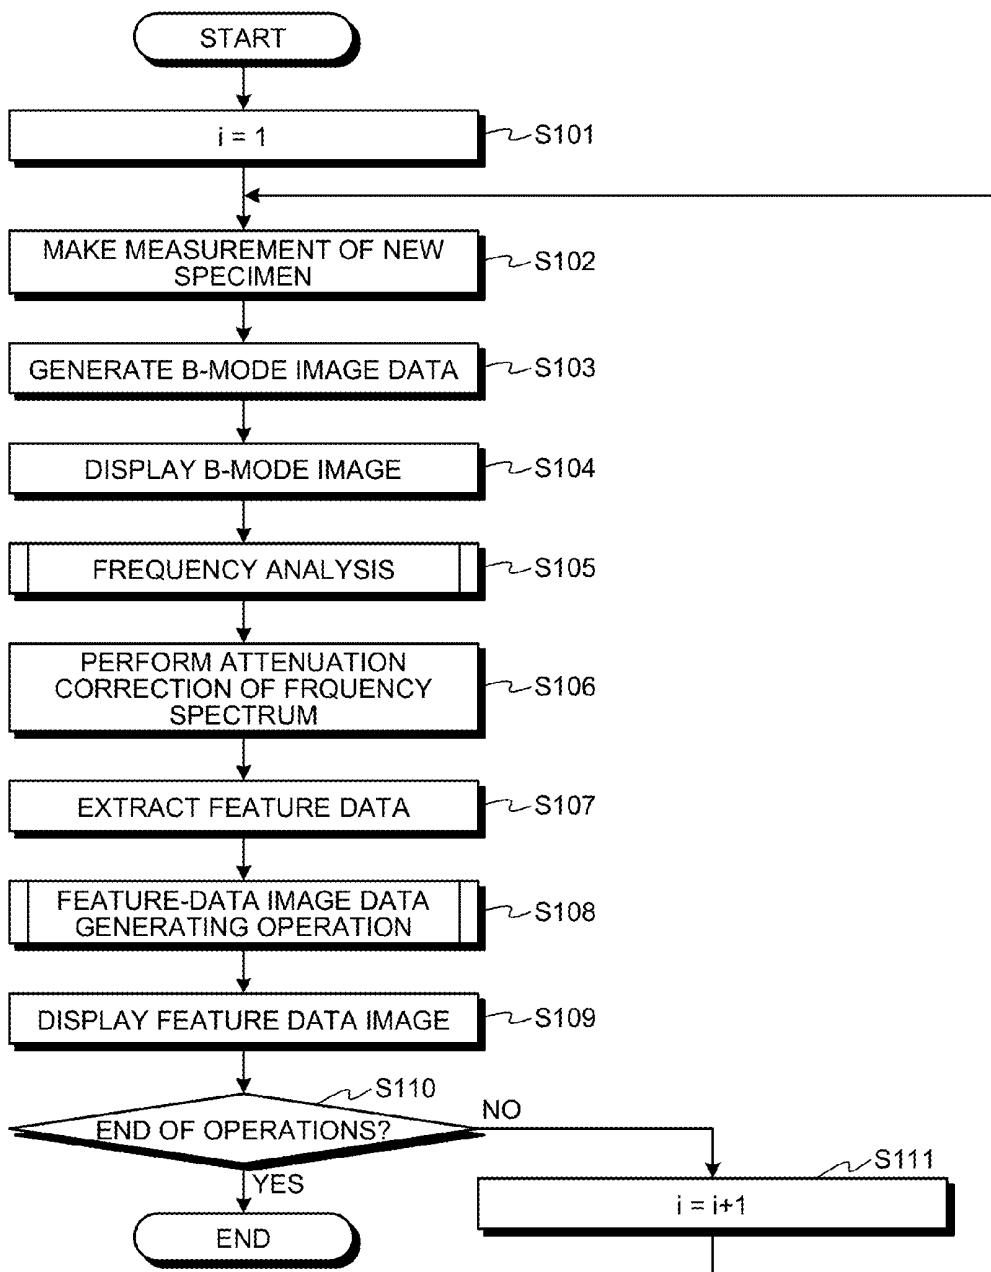 START
i = 1
S101
MAKE MEASUREMENT OF NEW
SPECIMEN
S102
GENERATE B-MODE IMAGE DATA
S103
DISPLAY B-MODE IMAGE
S104
FREQUENCY ANALYSIS
S105
PERFORM ATTENUATION
CORRECTION OF FRQUENCY
SPECTRUM
S106
EXTRACT FEATURE DATA
S107
FEATURE-DATA IMAGE DATA
GENERATING OPERATION
S108
DISPLAY FEATURE DATA IMAGE
S109
S110
END OF OPERATIONS?
NO
YES
S111
i = i+1
END